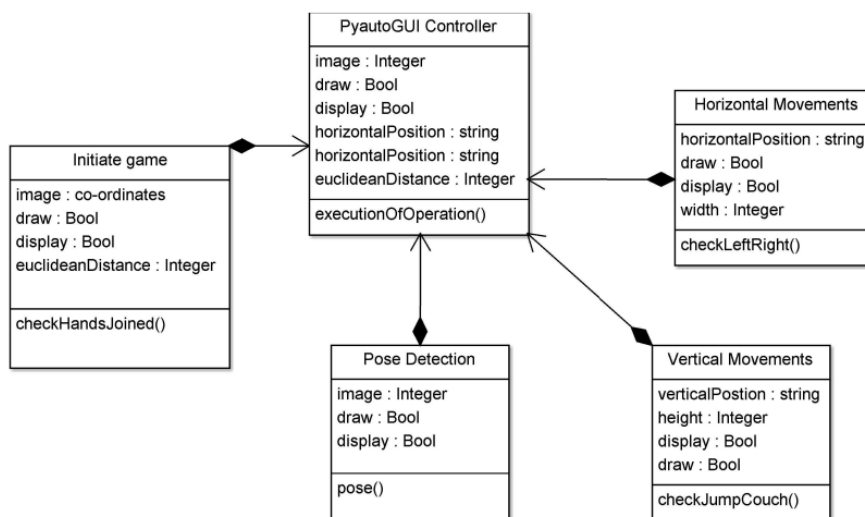 PyautoGUI Controller
image : Integer
draw : Bool
display : Bool
horizontalPosition : string
horizontalPosition : string
euclideanDistance : Integer
executionOfOperation()
Horizontal Movements
horizontalPosition : string
draw : Bool
display : Bool
width : Integer
checkLeftRight()
Initiate game
image : co-ordinates
draw : Bool
display : Bool
euclideanDistance : Integer
checkHandsJoined()
Pose Detection
image : Integer
draw : Bool
display : Bool
pose()
Vertical Movements
verticalPostion : string
height : Integer
display : Bool
draw : Bool
checkJumpCouch()